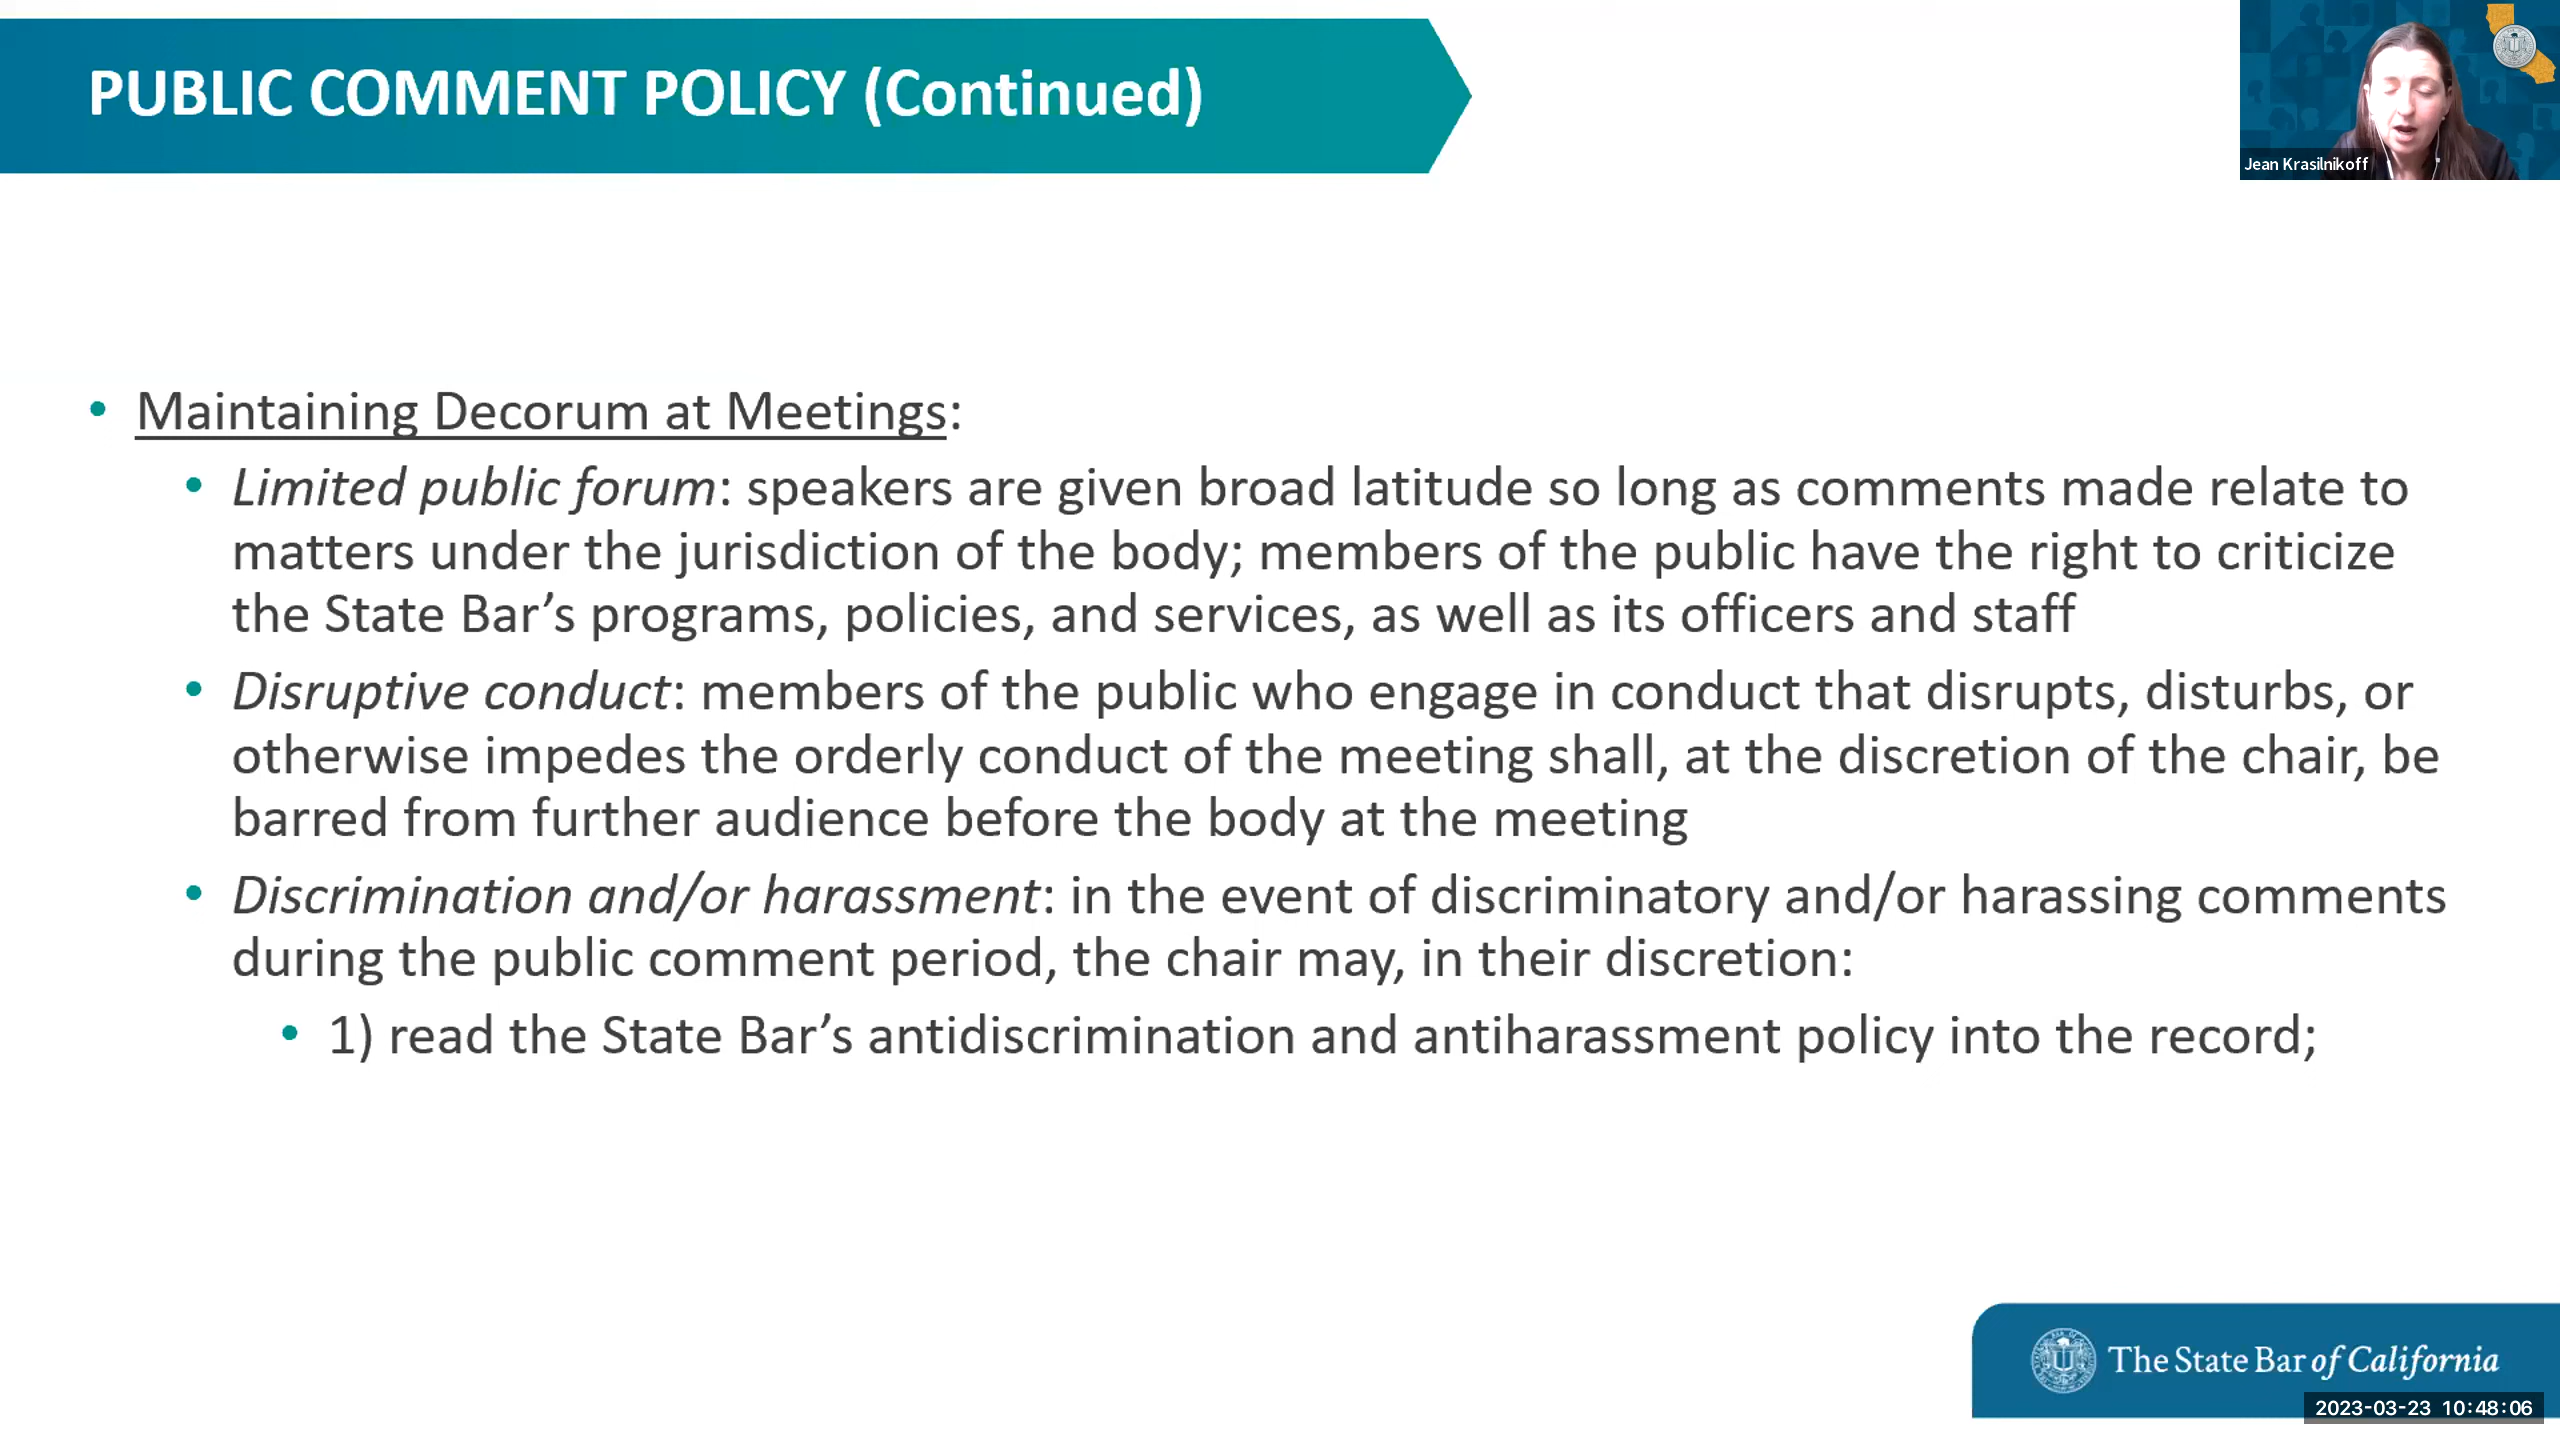 PUBLIC COMMENT POLICY (Continued)
Jean Krasilnikoff
• Maintaining Decorum at Meetings:
• Limited public forum: speakers are given broad latitude so long as comments made relate to
matters under the jurisdiction of the body; members of the public have the right to criticize
the State Bar’s programs, policies, and services, as well as its officers and staff
• Disruptive conduct: members of the public who engage in conduct that disrupts, disturbs, or
otherwise impedes the orderly conduct of the meeting shall, at the discretion of the chair, be
barred from further audience before the body at the meeting
• Discrimination and/or harassment: in the event of discriminatory and/or harassing comments
during the public comment period, the chair may, in their discretion:
• 1) read the State Bar’s antidiscrimination and antiharassment policy into the record;
The State Bar of California
2023-03-23 10:48:06